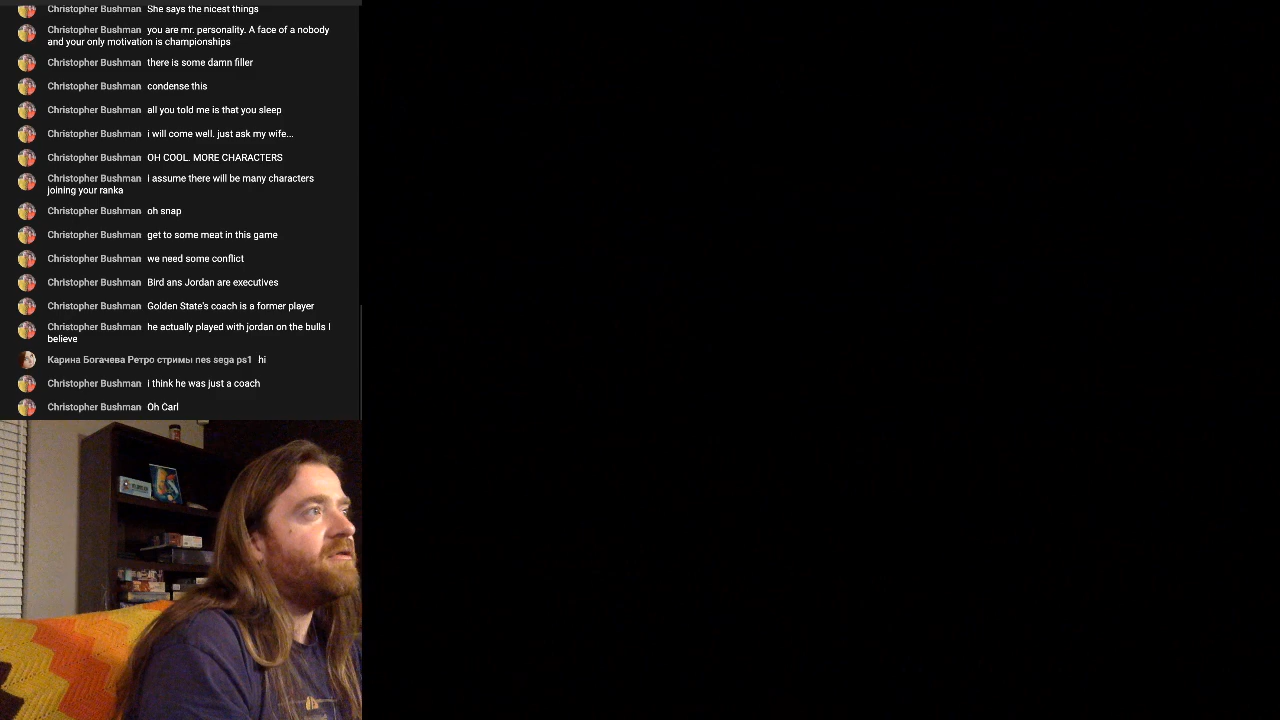 Christopher Bushman She says the nicest things
Christopher Bushman you are mr. personality. A face of a nobody
and your only motivation is championships
Christopher Bushman there is some damn filler
Christopher Bushman condense this
Christopher Bushman all you told me is that you sleep
Christopher Bushman i will come well. just ask my wife...
Christopher Bushman OH COOL. MORE CHARACTERS
Christopher Bushman i assume there will be many characters
joining your ranka
Christopher Bushman oh snap
Christopher Bushman get to some meat in this game
Christopher Bushman we need some conflict
Christopher Bushman Bird ans Jordan are executives
Christopher Bushman Golden State's coach is a former player
Christopher Bushman he actually played with jordan on the bulls I
believe
Карина Богачева Ретро стримы nes sega ps1 hi
Christopher Bushman i think he was just a coach
Christopher Bushman Oh Carl